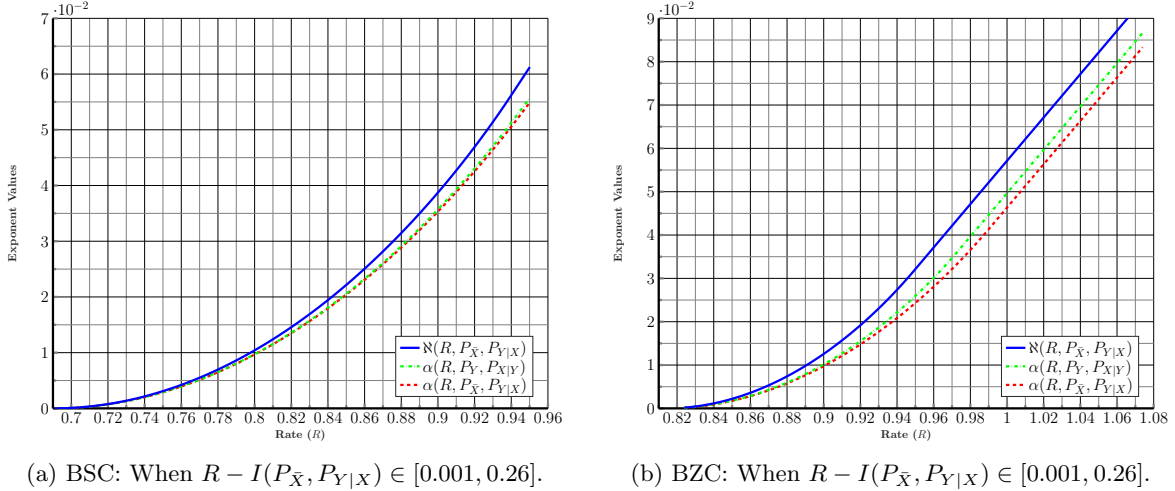 ·10⁻²
7
6
5
4
3
2
1
0
Exponent Values
0.7 0.72 0.74 0.76 0.78 0.8 0.82 0.84 0.86 0.88 0.9 0.92 0.94 0.96
Rate (R)
ℵ(R, P_X̄, P_Y|X)
α(R, P_Y, P_X|Y)
α(R, P_X̄, P_Y|X)
(a) BSC: When R − I(P_X̄, P_Y|X) ∈ [0.001, 0.26].
·10⁻²
9
8
7
6
5
4
3
2
1
0
Exponent Values
0.82 0.84 0.86 0.88 0.9 0.92 0.94 0.96 0.98 1 1.02 1.04 1.06 1.08
Rate (R)
ℵ(R, P_X̄, P_Y|X)
α(R, P_Y, P_X|Y)
α(R, P_X̄, P_Y|X)
(b) BZC: When R − I(P_X̄, P_Y|X) ∈ [0.001, 0.26].